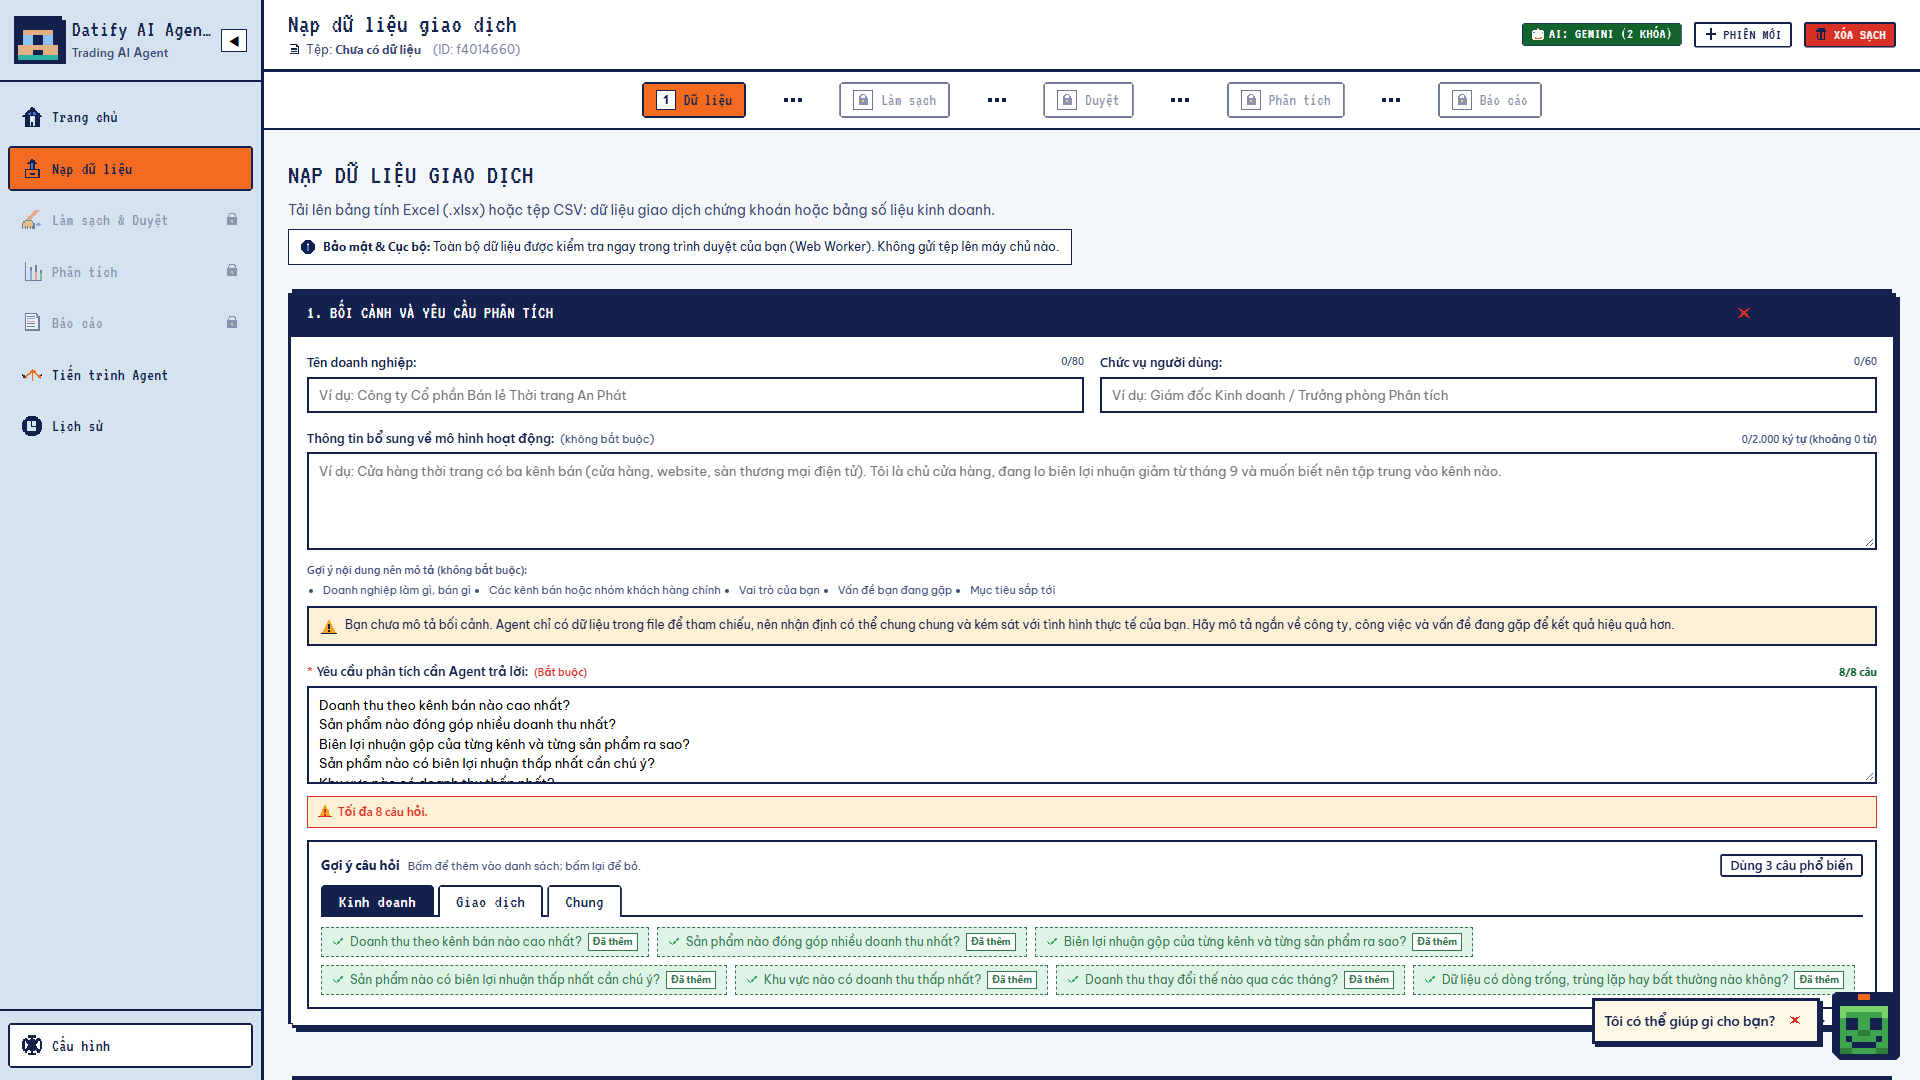 Datify AI Agen…
Trading AI Agent
Trang chủ
Nạp dữ liệu
Làm sạch & Duyệt
Phân tích
Báo cáo
Tiến trình Agent
Lịch sử
Cấu hình
Nạp dữ liệu giao dịch
Tệp: Chưa có dữ liệu (ID: f4014660)
AI: GEMINI (2 KHÓA)
PHIÊN MỚI
XÓA SẠCH
1 Dữ liệu
Làm sạch
Duyệt
Phân tích
Báo cáo
NẠP DỮ LIỆU GIAO DỊCH
Tải lên bảng tính Excel (.xlsx) hoặc tệp CSV: dữ liệu giao dịch chứng khoán hoặc bảng số liệu kinh doanh.
Bảo mật & Cục bộ: Toàn bộ dữ liệu được kiểm tra ngay trong trình duyệt của bạn (Web Worker). Không gửi tệp lên máy chủ nào.
1. BỐI CẢNH VÀ YÊU CẦU PHÂN TÍCH
Tên doanh nghiệp: 0/80
Ví dụ: Công ty Cổ phần Bán lẻ Thời trang An Phát
Chức vụ người dùng: 0/60
Ví dụ: Giám đốc Kinh doanh / Trưởng phòng Phân tích
Thông tin bổ sung về mô hình hoạt động: (không bắt buộc) 0/2.000 ký tự (khoảng 0 từ)
Ví dụ: Cửa hàng thời trang có ba kênh bán (cửa hàng, website, sàn thương mại điện tử). Tôi là chủ cửa hàng, đang lo biên lợi nhuận giảm từ tháng 9 và muốn biết nên tập trung vào kênh nào.
Gợi ý nội dung nên mô tả (không bắt buộc):
• Doanh nghiệp làm gì, bán gì • Các kênh bán hoặc nhóm khách hàng chính • Vai trò của bạn • Vấn đề bạn đang gặp • Mục tiêu sắp tới
Bạn chưa mô tả bối cảnh. Agent chỉ có dữ liệu trong file để tham chiếu, nên nhận định có thể chung chung và kém sát với tình hình thực tế của bạn. Hãy mô tả ngắn về công ty, công việc và vấn đề đang gặp để kết quả hiệu quả hơn.
* Yêu cầu phân tích cần Agent trả lời: (Bắt buộc) 8/8 câu
Doanh thu theo kênh bán nào cao nhất?
Sản phẩm nào đóng góp nhiều doanh thu nhất?
Biên lợi nhuận gộp của từng kênh và từng sản phẩm ra sao?
Sản phẩm nào có biên lợi nhuận thấp nhất cần chú ý?
Khu vực nào có doanh thu thấp nhất?
Tối đa 8 câu hỏi.
Gợi ý câu hỏi Bấm để thêm vào danh sách; bấm lại để bỏ.
Dùng 3 câu phổ biến
Kinh doanh
Giao dịch
Chung
Doanh thu theo kênh bán nào cao nhất? Đã thêm
Sản phẩm nào đóng góp nhiều doanh thu nhất? Đã thêm
Biên lợi nhuận gộp của từng kênh và từng sản phẩm ra sao? Đã thêm
Sản phẩm nào có biên lợi nhuận thấp nhất cần chú ý? Đã thêm
Khu vực nào có doanh thu thấp nhất? Đã thêm
Doanh thu thay đổi thế nào qua các tháng? Đã thêm
Dữ liệu có dòng trống, trùng lặp hay bất thường nào không? Đã thêm
Tôi có thể giúp gì cho bạn?